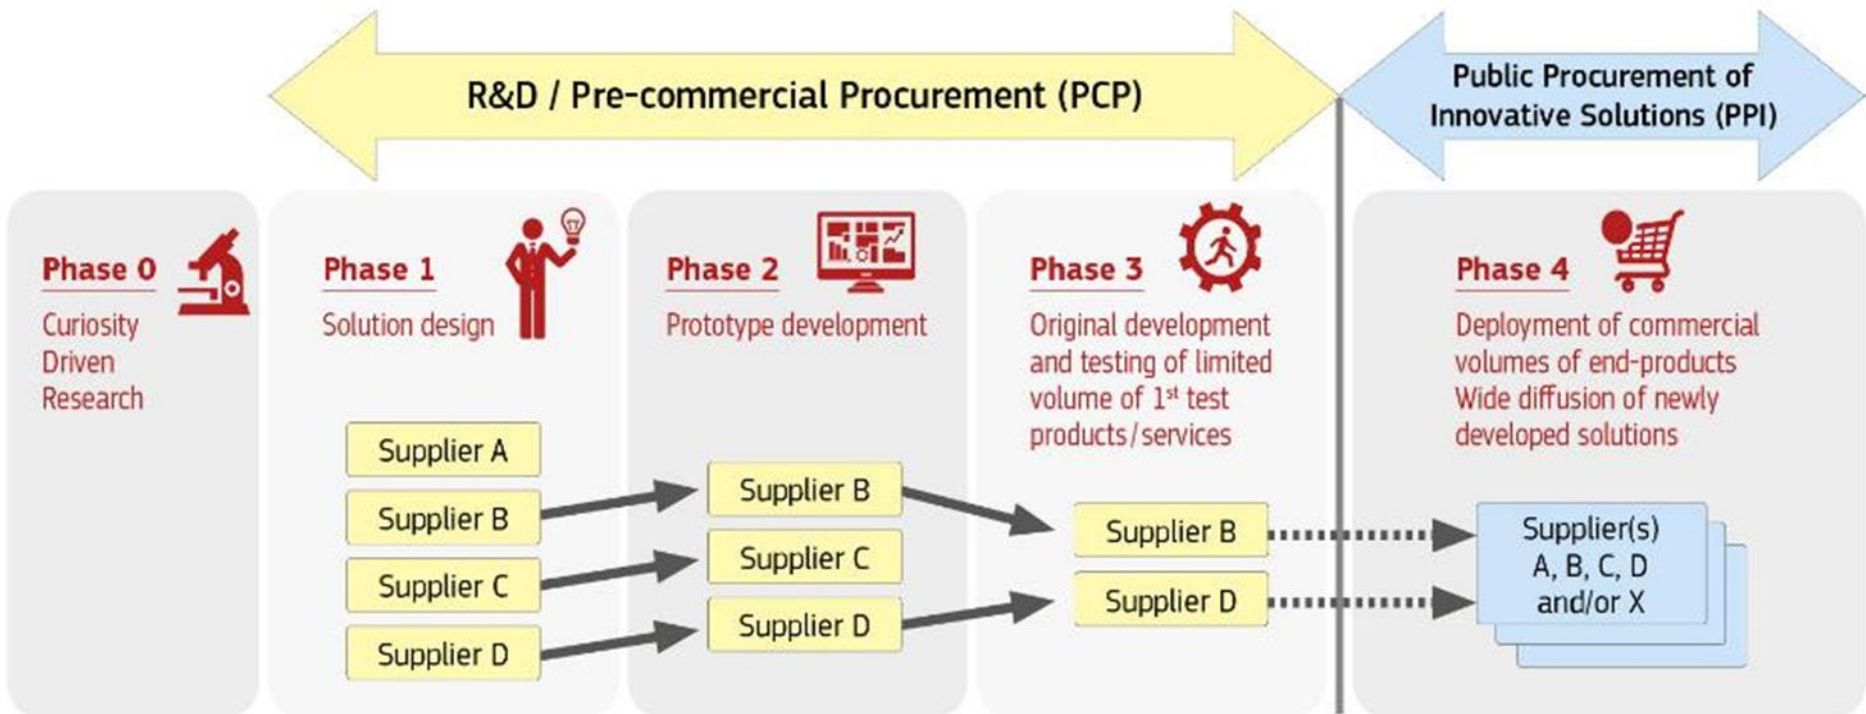 R&D / Pre-commercial Procurement (PCP)
Public Procurement of
Innovative Solutions (PPI)
Phase 0
Curiosity
Driven
Research
Phase 1
Solution design
Supplier A
Supplier B
Supplier C
Supplier D
Phase 2
Prototype development
Supplier B
Supplier C
Supplier D
Phase 3
Original development
and testing of limited
volume of 1st test
products/services
Supplier B
Supplier D
Phase 4
Deployment of commercial
volumes of end-products
Wide diffusion of newly
developed solutions
Supplier(s)
A, B, C, D
and/or X